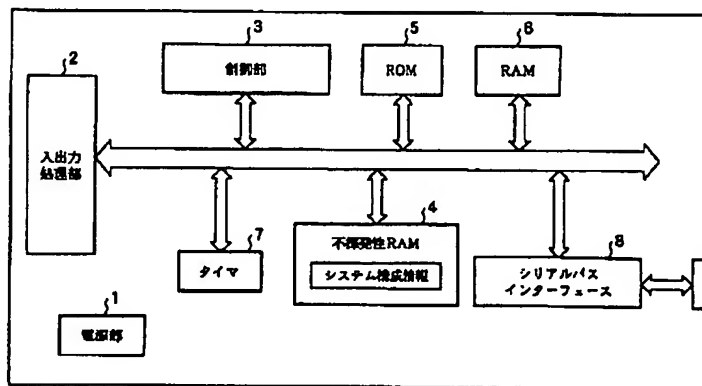 3
制御部
5
ROM
6
RAM
2
入出力
処理部
7
タイマ
4
不揮発性RAM
システム構成情報
8
シリアルバス
インターフェース
1
電源部